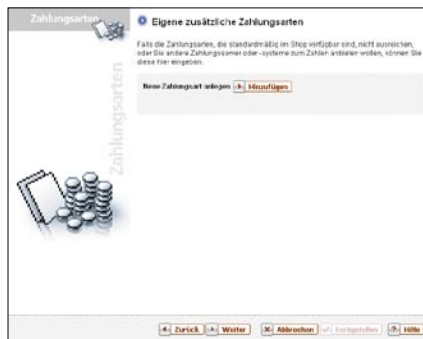 Zahlungsarten
Eigene zusätzliche Zahlungsarten
Falls die Zahlungsarten, die standardmäßig im Shop verfügbar sind, nicht ausreichen,
oder Sie andere Zahlungsarten oder -systeme zum Zahlen anbieten wollen, können Sie
diese hier eingeben.
Neue Zahlungsart anlegen Hinzufügen
Zahlungsarten
Zurück Weiter Abbrechen Fertigstellen Hilfe